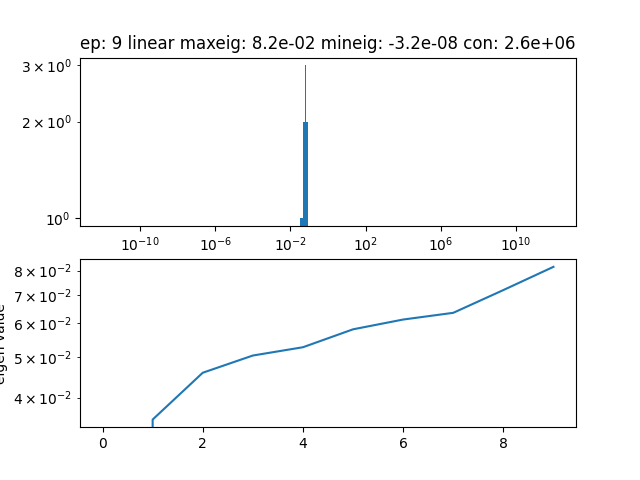 ep: 9 linear maxeig: 8.2e-02 mineig: -3.2e-08 con: 2.6e+06
3 × 10⁰
2 × 10⁰
10⁰
10⁻¹⁰ 10⁻⁶ 10⁻² 10² 10⁶ 10¹⁰
8 × 10⁻²
7 × 10⁻²
6 × 10⁻²
5 × 10⁻²
4 × 10⁻²
eigen value
0 2 4 6 8